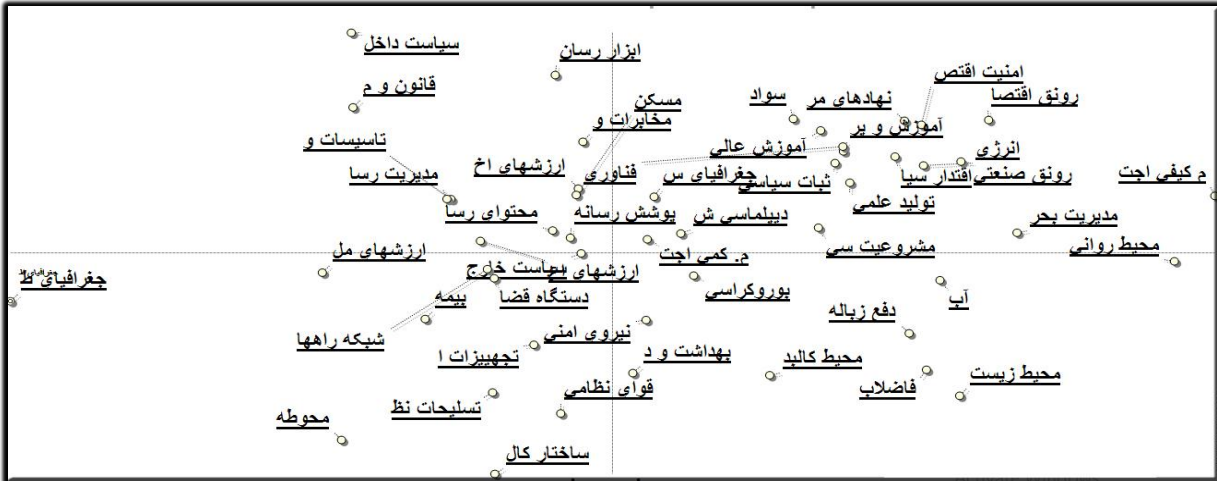 سیاست داخل
ابزار رسان
امنیت اقتص
قانون و م
مسکن
سواد
نهادهای مر
رونق اقتصا
مخابرات و
آموزش و پر
تاسیسات و
آموزش عالی
انرژی
ارزشهای اخ
فناوری
جغرافیای س
ثبات سیاسی
اقتدار سیا
رونق صنعتی
م کیفی اجت
مدیریت رسا
تولید علمی
محتوای رسا
پوشش رسانه
دیپلماسی ش
مدیریت بحر
ارزشهای مل
سیاست خارج
ارزشهای
م. کمی اجت
مشروعیت سی
محیط روانی
جغرافیای ط
دستگاه قضا
بوروکراسی
آب
بیمه
دفع زباله
شبکه راهها
نیروی امنی
تجهییزات ا
بهداشت و د
محیط کالبد
فاضلاب
محیط زیست
تسلیحات نظ
قوای نظامی
محوطه
ساختار کال